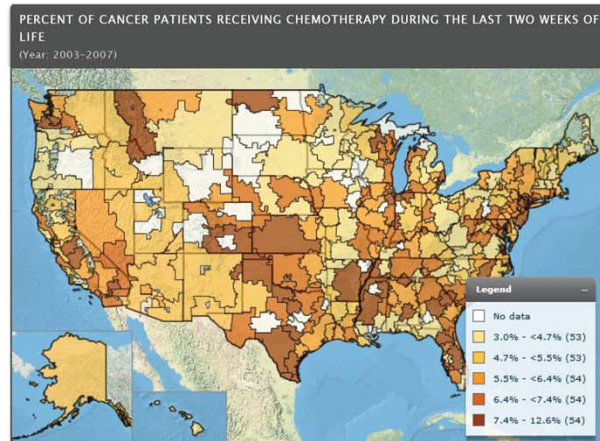 PERCENT OF CANCER PATIENTS RECEIVING CHEMOTHERAPY DURING THE LAST TWO WEEKS OF
LIFE
(Year: 2003-2007)
Legend –
No data
3.0% - <4.7% (53)
4.7% - <5.5% (53)
5.5% - <6.4% (54)
6.4% - <7.4% (54)
7.4% - 12.6% (54)